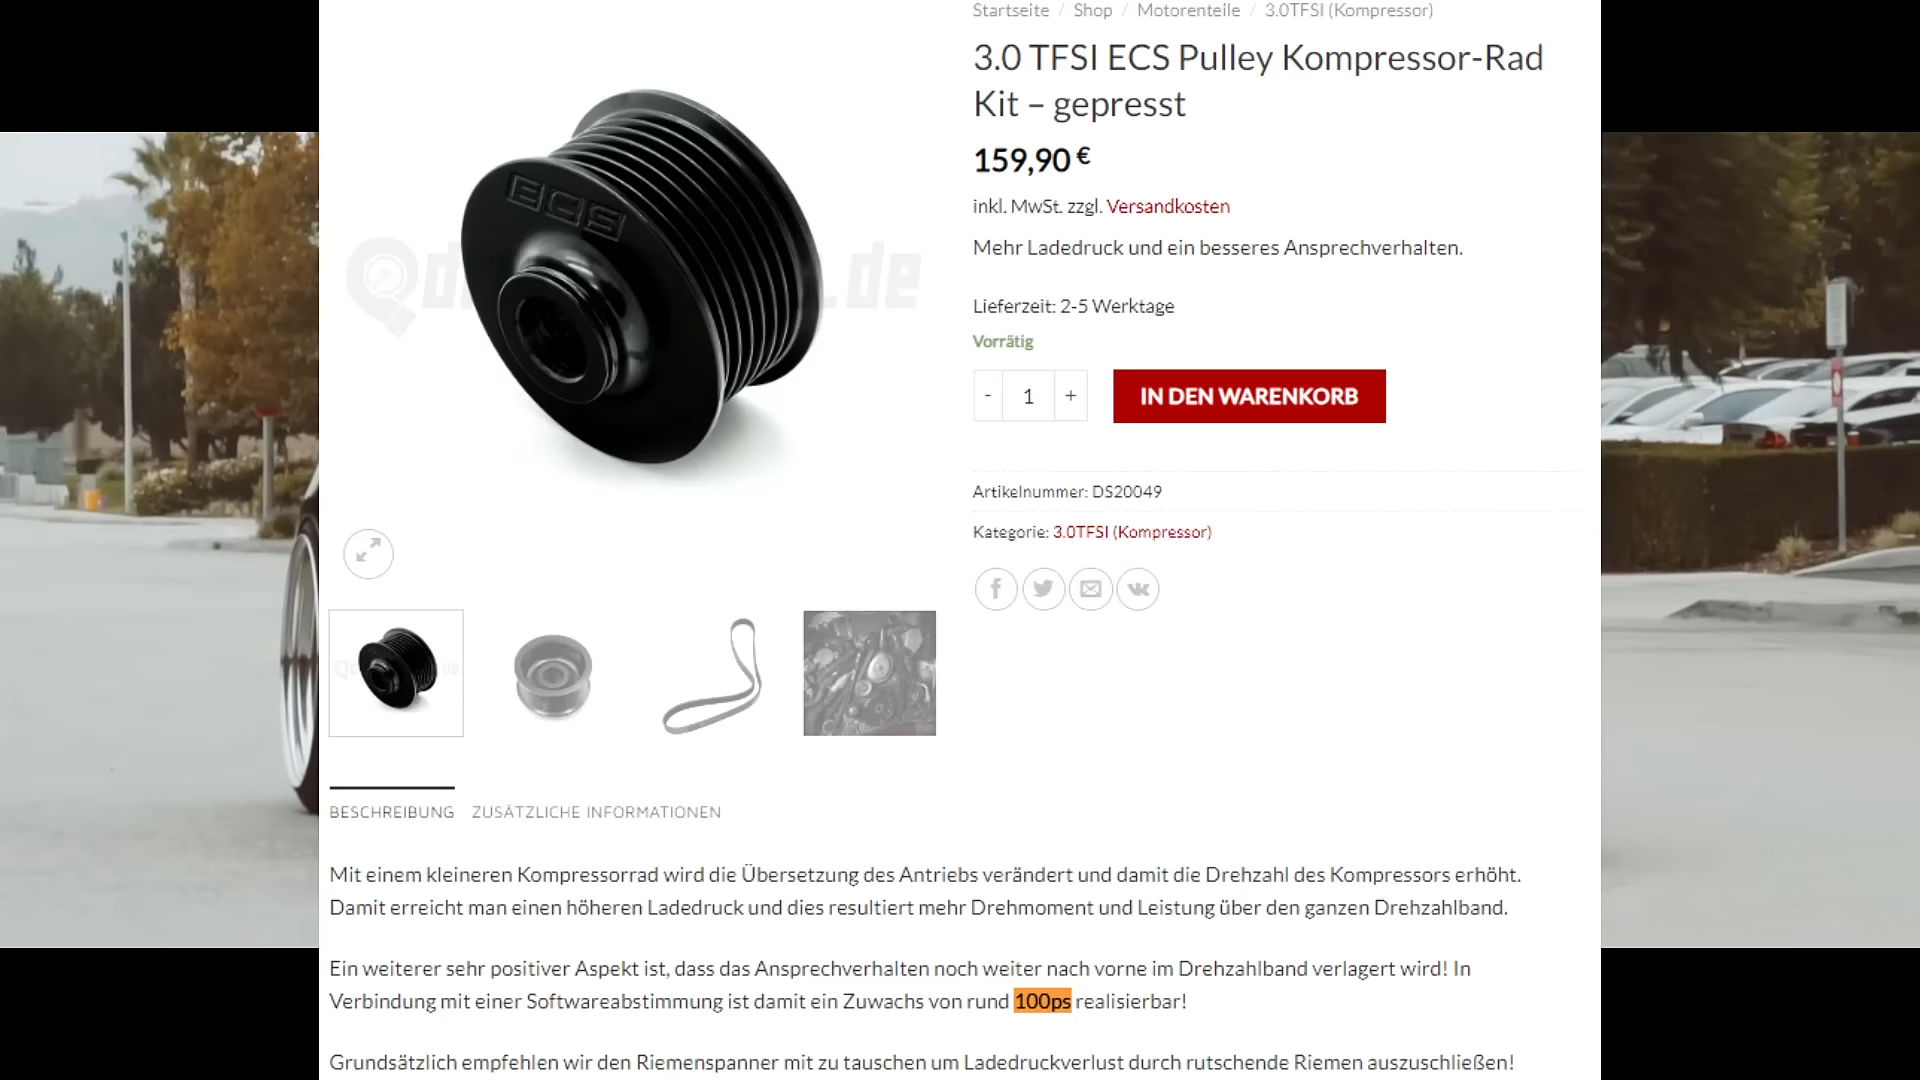 Startseite / Shop / Motorenteile / 3.0TFSI (Kompressor)
3.0 TFSI ECS Pulley Kompressor-Rad
Kit – gepresst
159,90 €
inkl. MwSt. zzgl. Versandkosten
Mehr Ladedruck und ein besseres Ansprechverhalten.
Lieferzeit: 2-5 Werktage
Vorrätig
- 1 +
IN DEN WARENKORB
Artikelnummer: DS20049
Kategorie: 3.0TFSI (Kompressor)
ECS
.de
BESCHREIBUNG
ZUSÄTZLICHE INFORMATIONEN
Mit einem kleineren Kompressorrad wird die Übersetzung des Antriebs verändert und damit die Drehzahl des Kompressors erhöht.
Damit erreicht man einen höheren Ladedruck und dies resultiert mehr Drehmoment und Leistung über den ganzen Drehzahlband.
Ein weiterer sehr positiver Aspekt ist, dass das Ansprechverhalten noch weiter nach vorne im Drehzahlband verlagert wird! In
Verbindung mit einer Softwareabstimmung ist damit ein Zuwachs von rund 100ps realisierbar!
Grundsätzlich empfehlen wir den Riemenspanner mit zu tauschen um Ladedruckverlust durch rutschende Riemen auszuschließen!